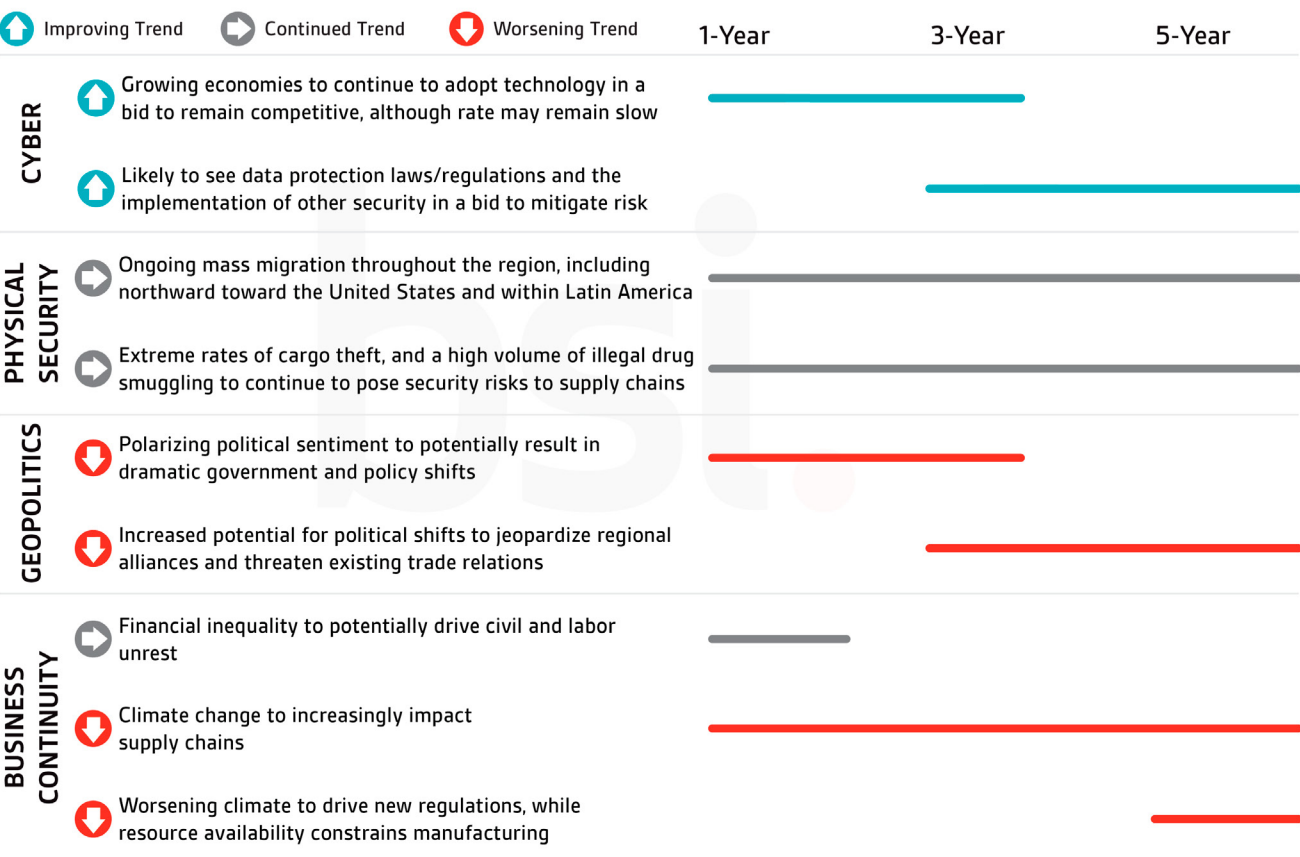 Improving Trend
Continued Trend
Worsening Trend
1-Year
3-Year
5-Year
CYBER
Growing economies to continue to adopt technology in a
bid to remain competitive, although rate may remain slow
Likely to see data protection laws/regulations and the
implementation of other security in a bid to mitigate risk
PHYSICAL
SECURITY
Ongoing mass migration throughout the region, including
northward toward the United States and within Latin America
Extreme rates of cargo theft, and a high volume of illegal drug
smuggling to continue to pose security risks to supply chains
GEOPOLITICS
Polarizing political sentiment to potentially result in
dramatic government and policy shifts
Increased potential for political shifts to jeopardize regional
alliances and threaten existing trade relations
BUSINESS
CONTINUITY
Financial inequality to potentially drive civil and labor
unrest
Climate change to increasingly impact
supply chains
Worsening climate to drive new regulations, while
resource availability constrains manufacturing
bsi.